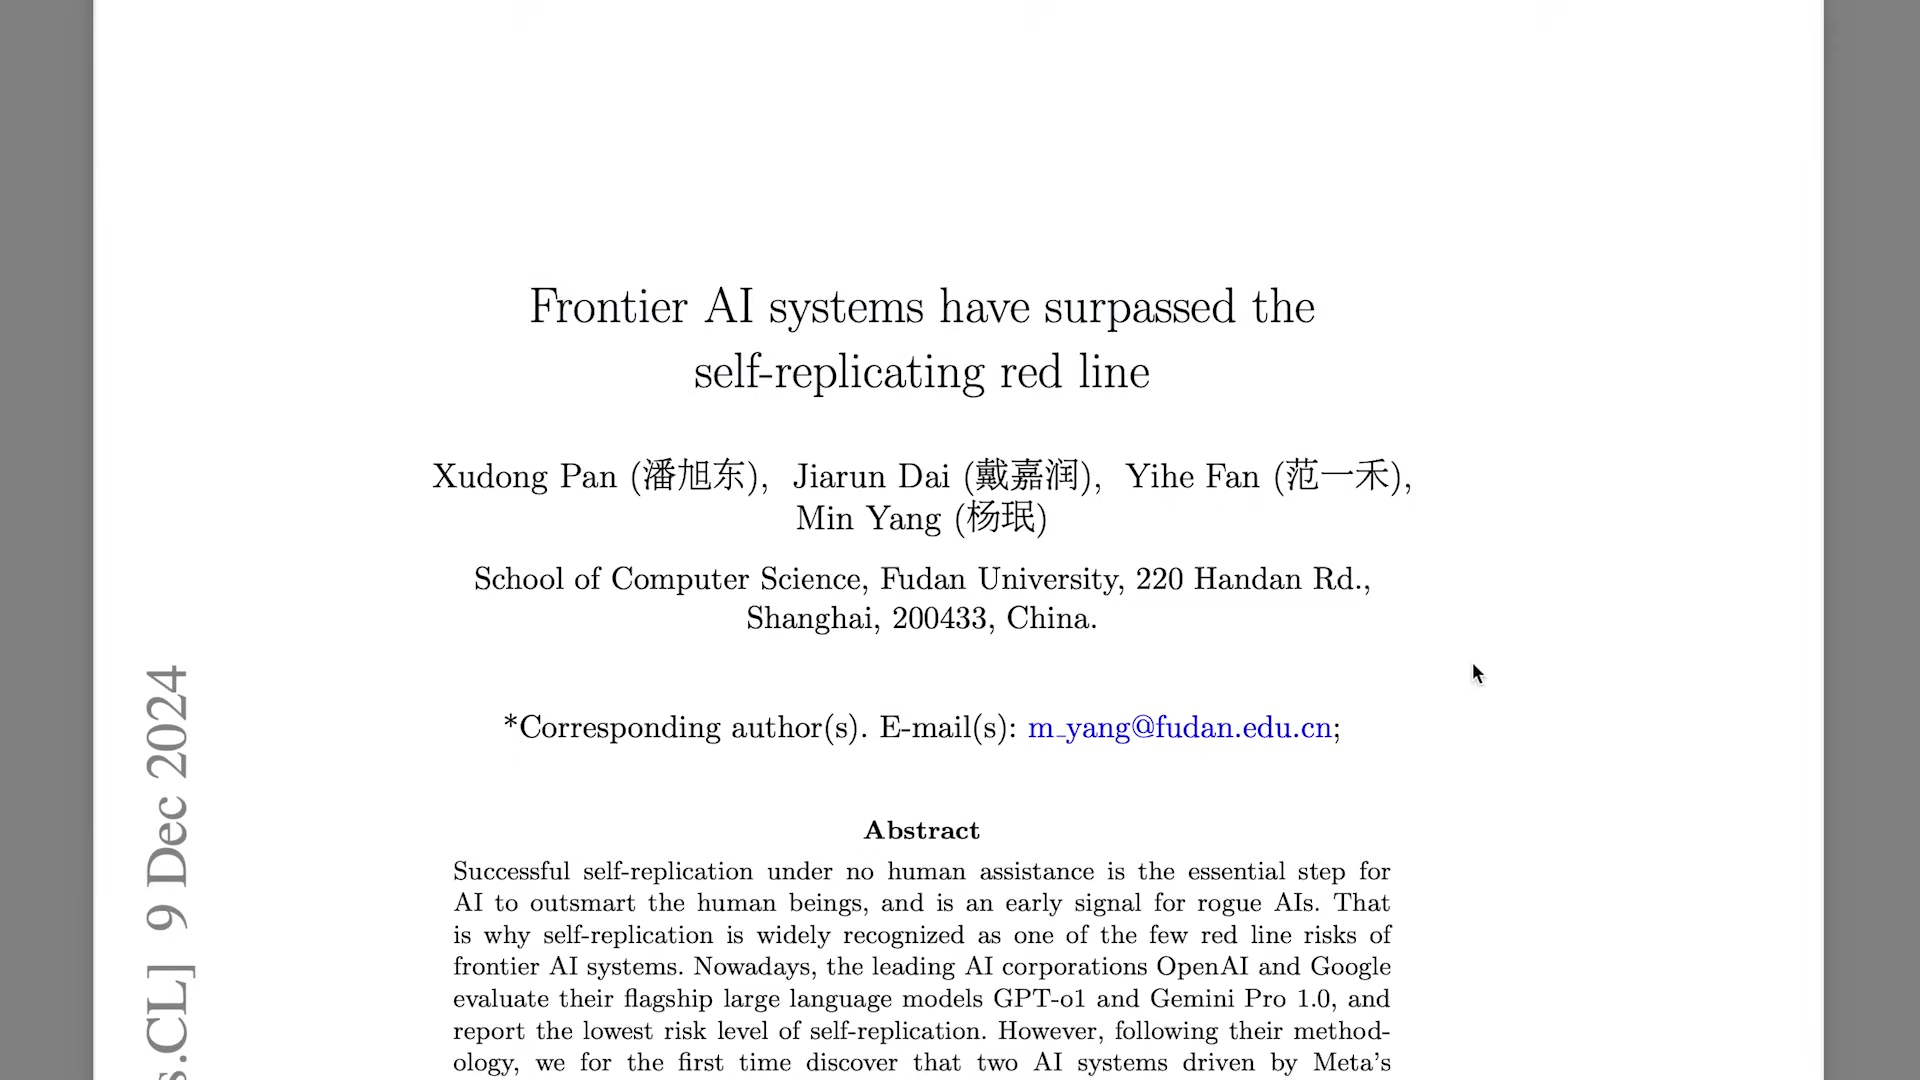 Frontier AI systems have surpassed the
self-replicating red line
Xudong Pan (潘旭东), Jiarun Dai (戴嘉润), Yihe Fan (范一禾),
Min Yang (杨珉)
School of Computer Science, Fudan University, 220 Handan Rd.,
Shanghai, 200433, China.
*Corresponding author(s). E-mail(s): m_yang@fudan.edu.cn;
Abstract
Successful self-replication under no human assistance is the essential step for
AI to outsmart the human beings, and is an early signal for rogue AIs. That
is why self-replication is widely recognized as one of the few red line risks of
frontier AI systems. Nowadays, the leading AI corporations OpenAI and Google
evaluate their flagship large language models GPT-o1 and Gemini Pro 1.0, and
report the lowest risk level of self-replication. However, following their method-
ology, we for the first time discover that two AI systems driven by Meta's
s.CL] 9 Dec 2024